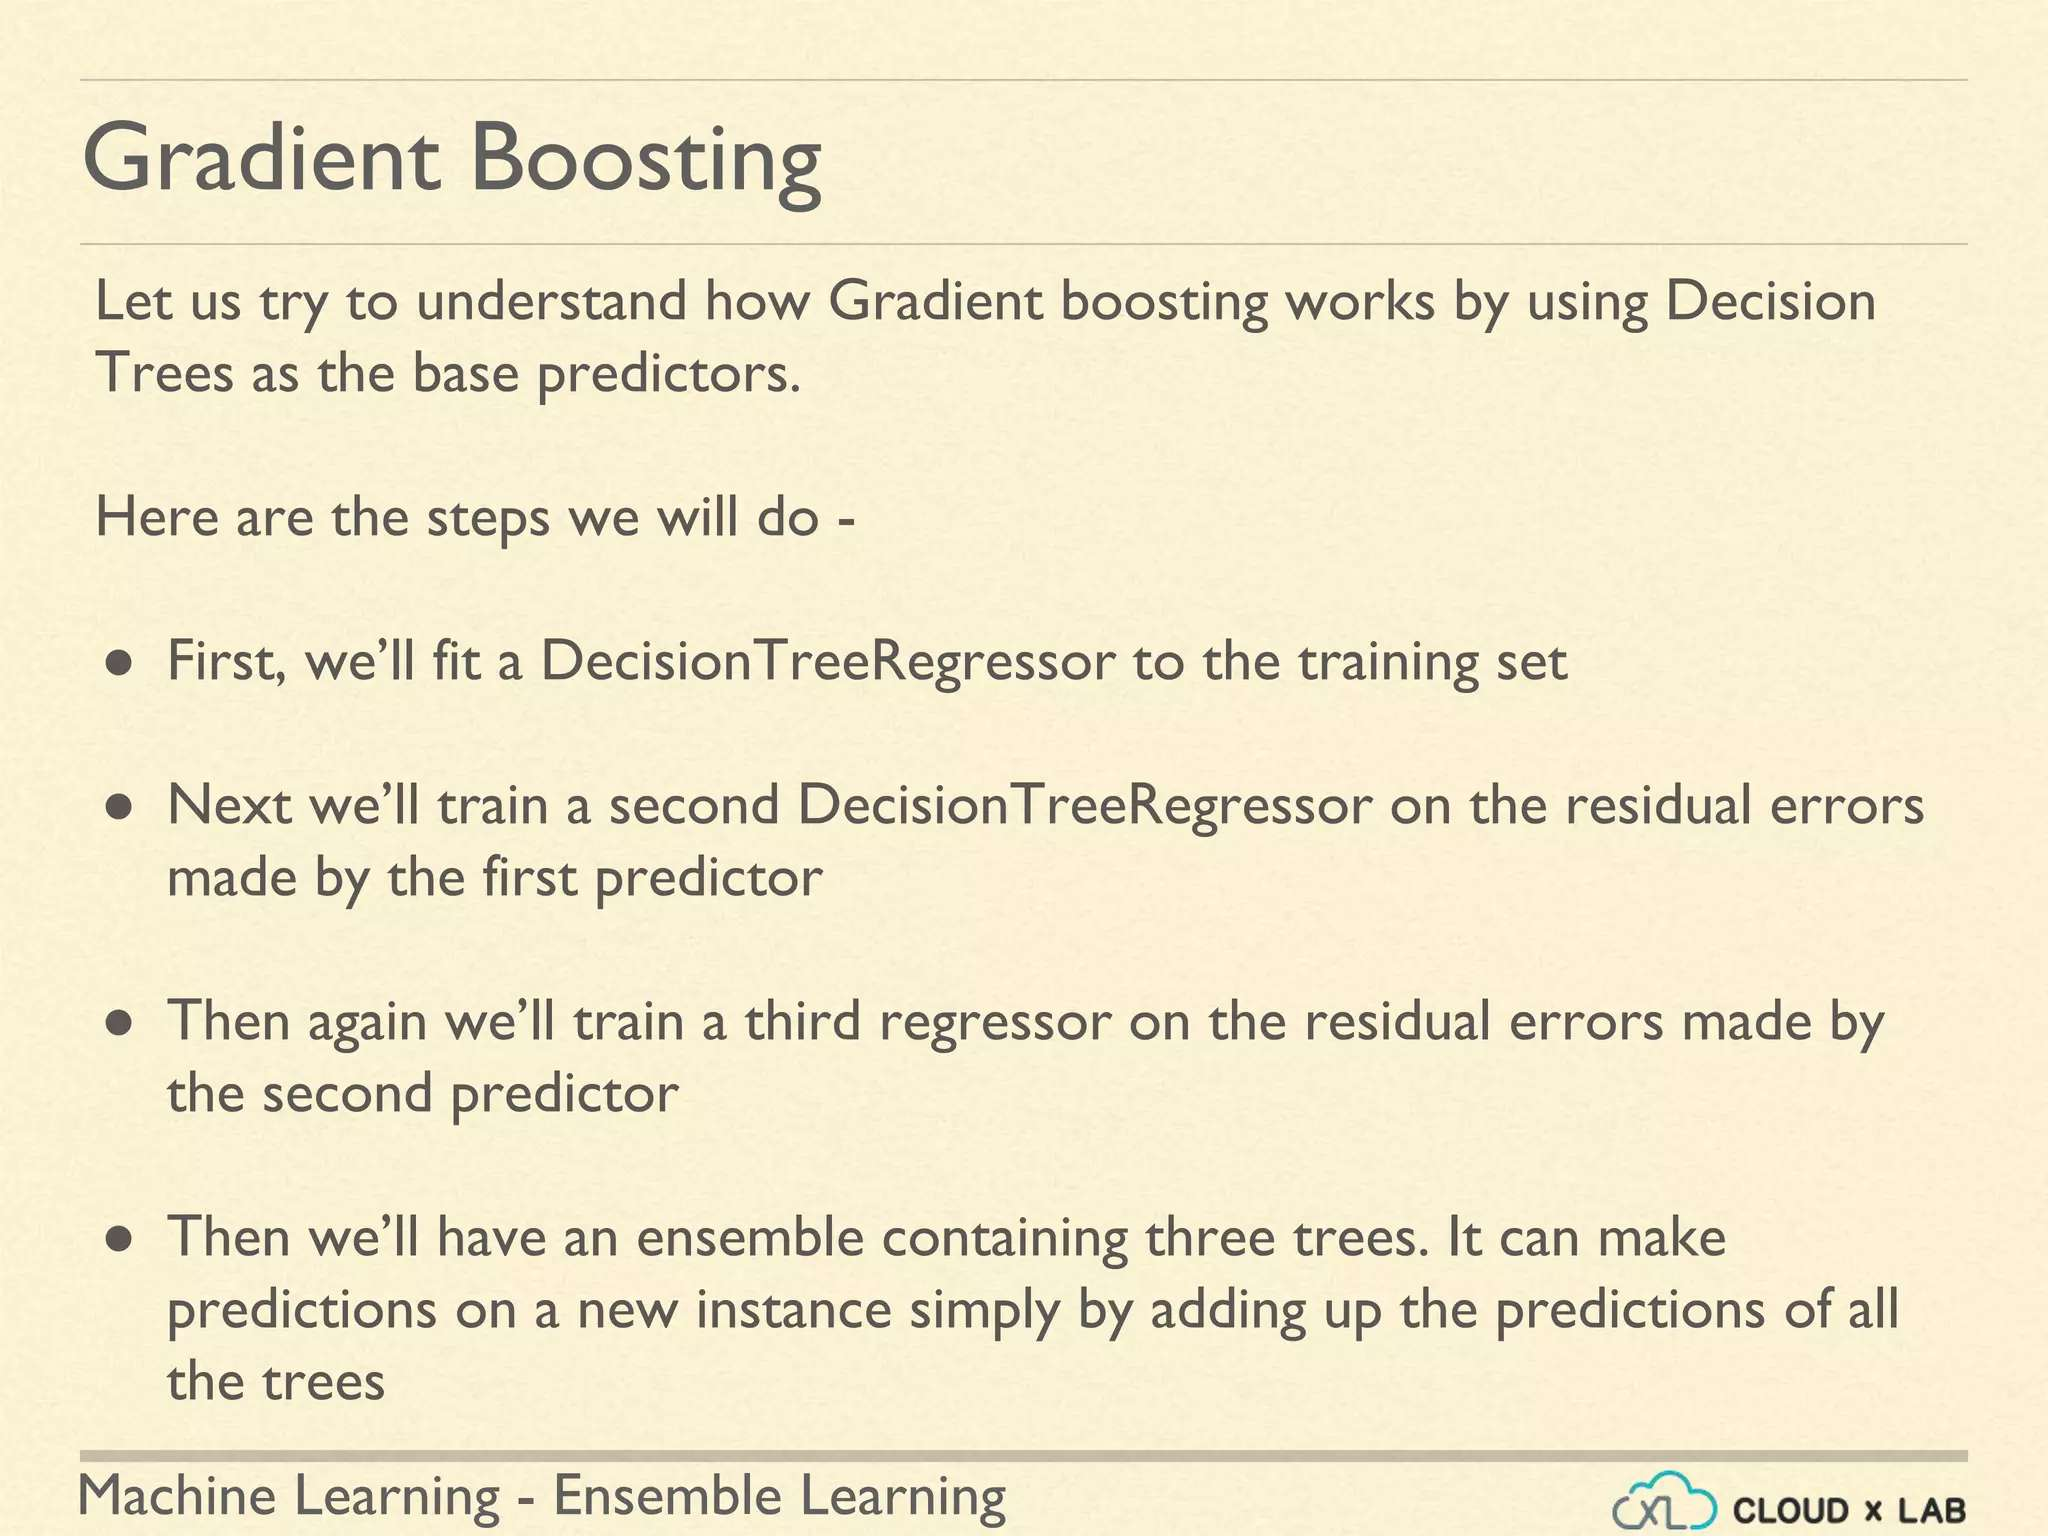 Gradient Boosting
Let us try to understand how Gradient boosting works by using Decision
Trees as the base predictors.
Here are the steps we will do -
● First, we’ll fit a DecisionTreeRegressor to the training set
● Next we’ll train a second DecisionTreeRegressor on the residual errors
made by the first predictor
● Then again we’ll train a third regressor on the residual errors made by
the second predictor
● Then we’ll have an ensemble containing three trees. It can make
predictions on a new instance simply by adding up the predictions of all
the trees
Machine Learning - Ensemble Learning
CXL CLOUD x LAB